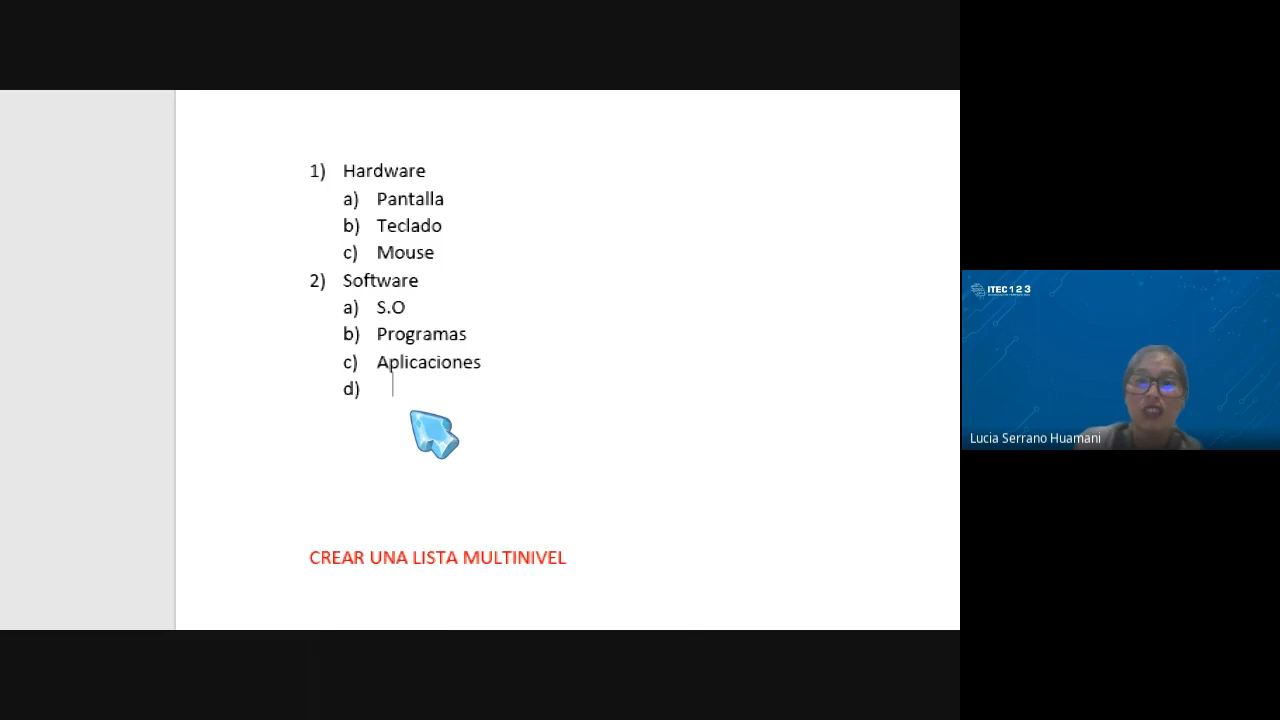 1) Hardware
a) Pantalla
b) Teclado
c) Mouse
2) Software
a) S.O
b) Programas
c) Aplicaciones
d)
CREAR UNA LISTA MULTINIVEL
ITEC 1 2 3
Lucia Serrano Huamani